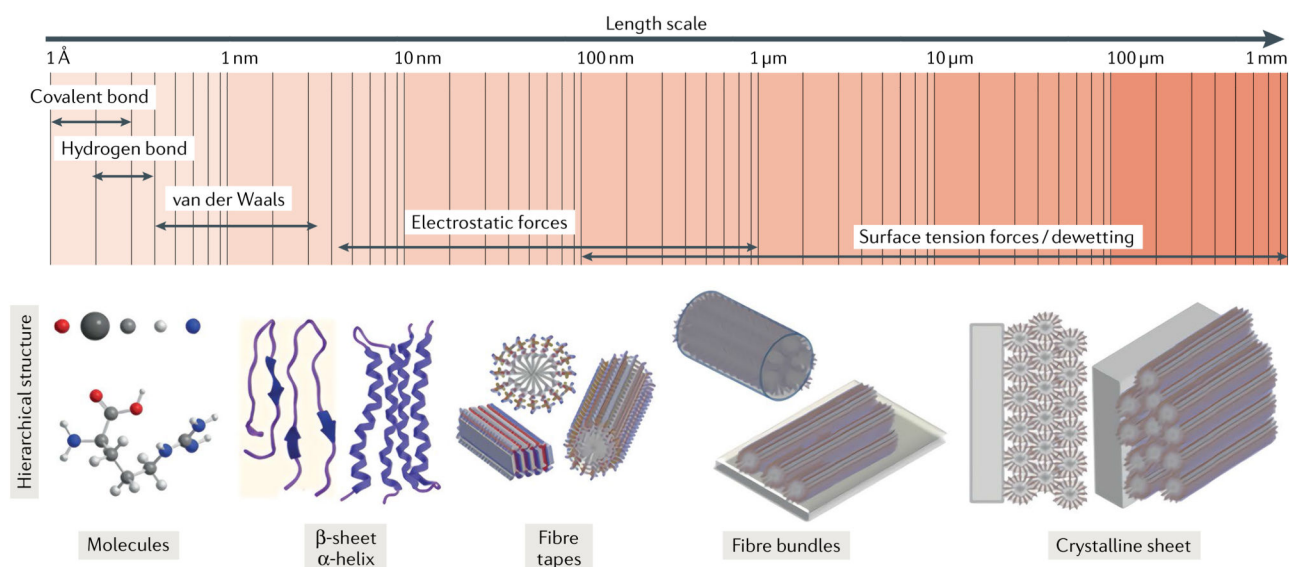 Length scale
1 Å
1 nm
10 nm
100 nm
1 μm
10 μm
100 μm
1 mm
Covalent bond
Hydrogen bond
van der Waals
Electrostatic forces
Surface tension forces / dewetting
Hierarchical structure
Molecules
β-sheet
α-helix
Fibre
tapes
Fibre bundles
Crystalline sheet